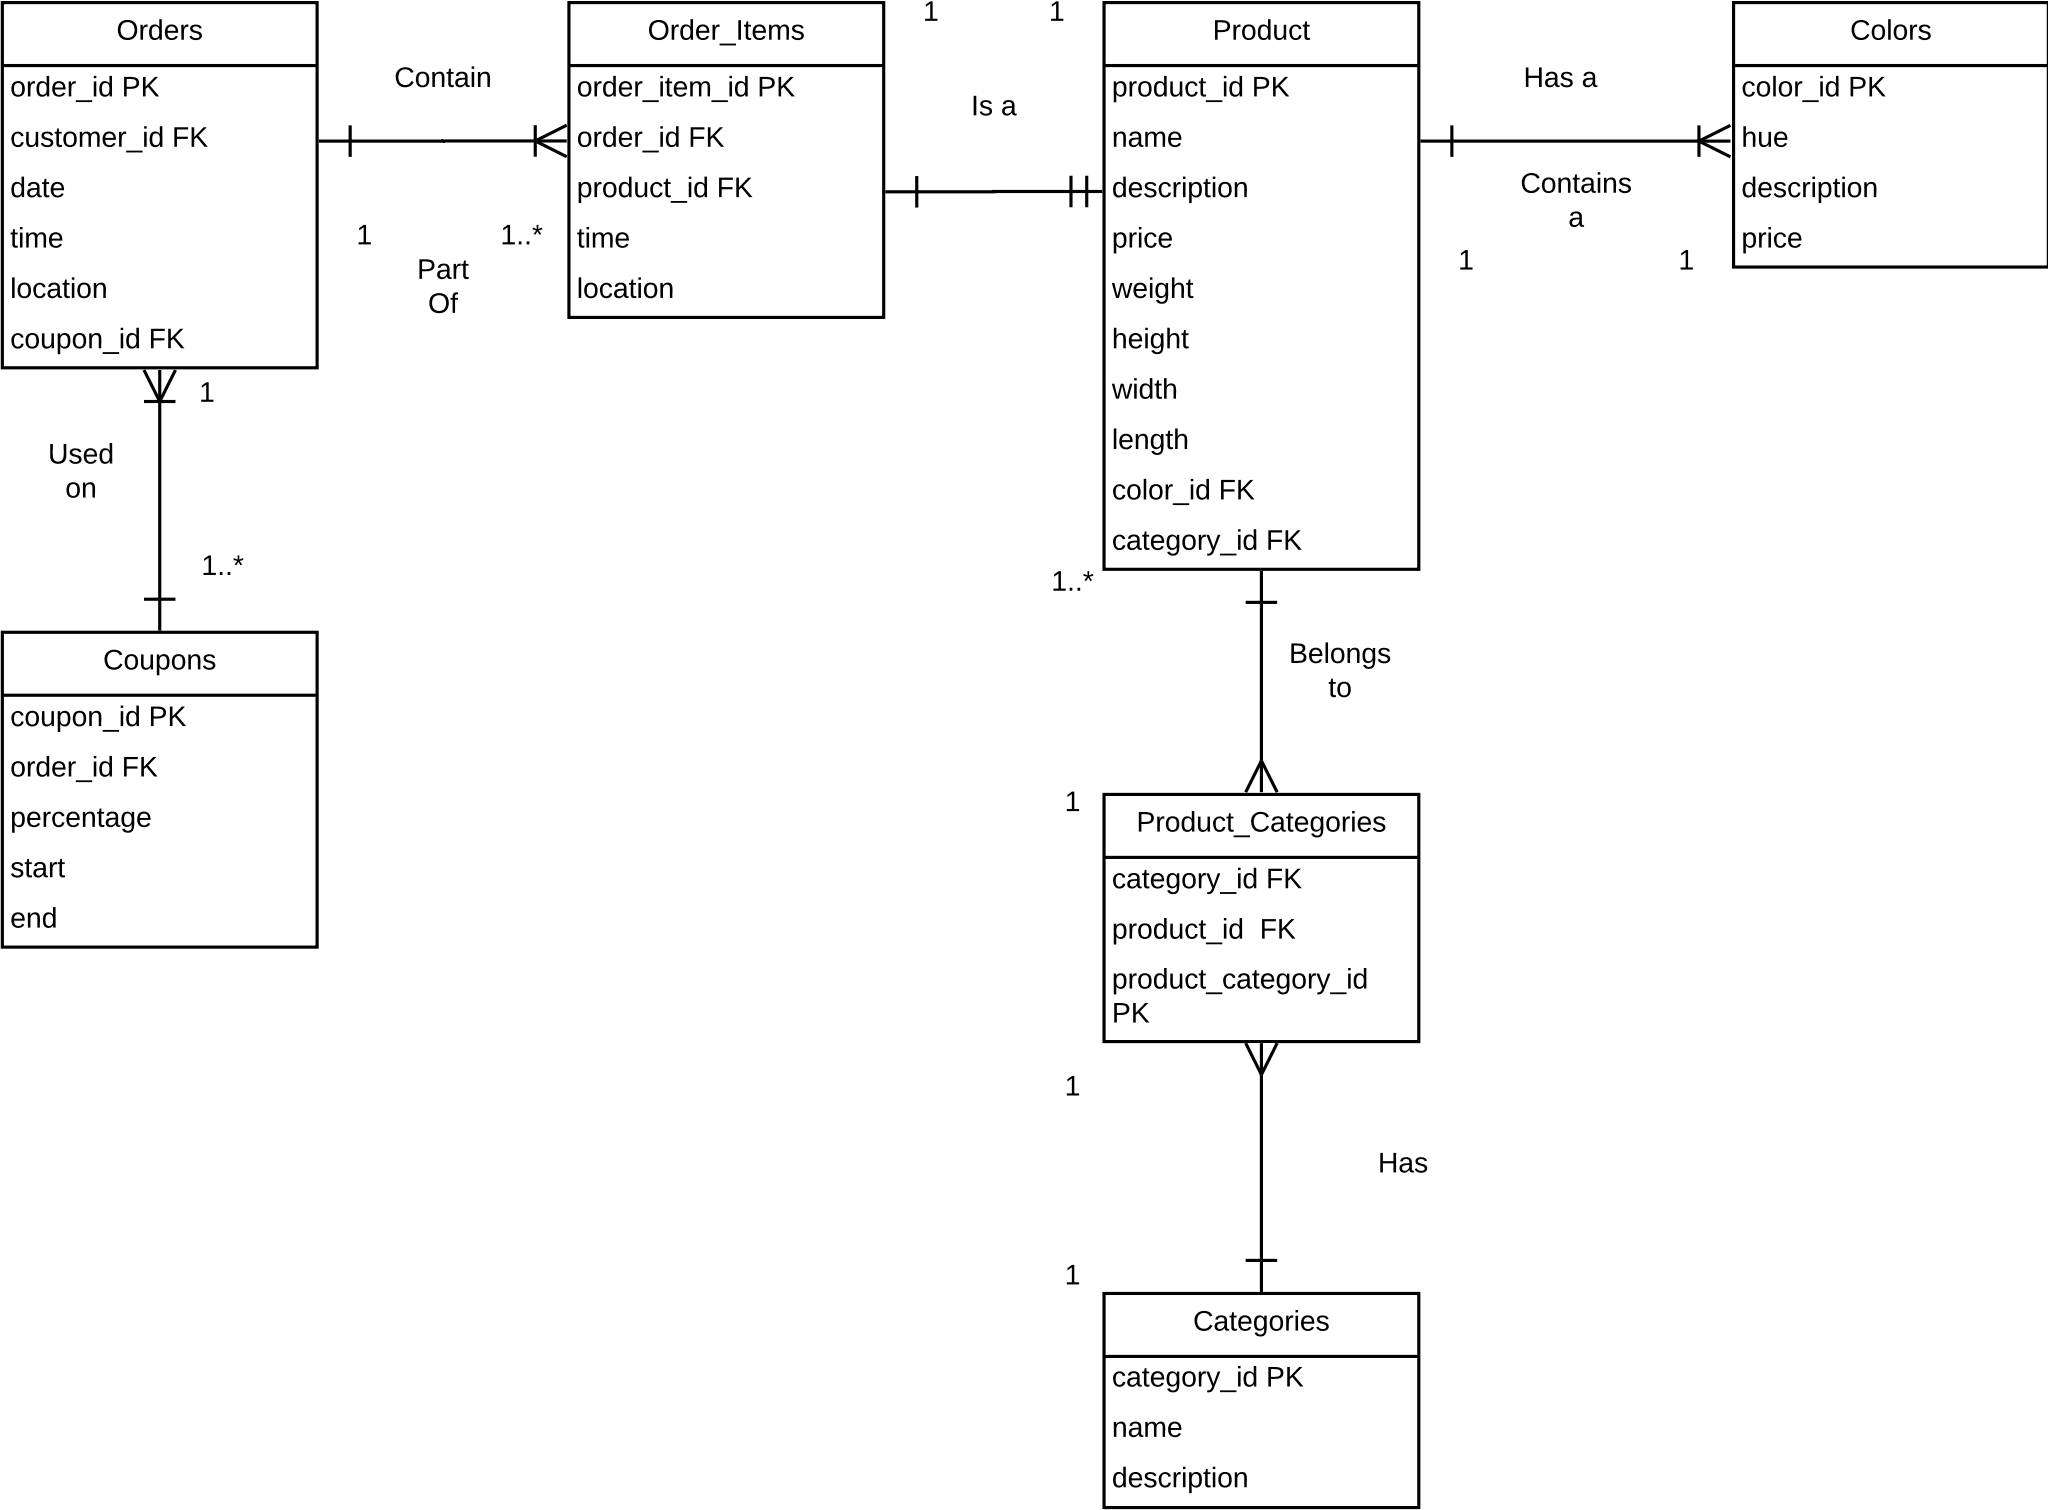 Orders
order_id PK
customer_id FK
date
time
location
coupon_id FK
Contain
1
1..*
Part
Of
Order_Items
order_item_id PK
order_id FK
product_id FK
time
location
1
1
Is a
Product
product_id PK
name
description
price
weight
height
width
length
color_id FK
category_id FK
Has a
Contains
a
1
1
Colors
color_id PK
hue
description
price
1
Used
on
1..*
Coupons
coupon_id PK
order_id FK
percentage
start
end
1..*
Belongs
to
1
Product_Categories
category_id FK
product_id  FK
product_category_id
PK
1
Has
1
Categories
category_id PK
name
description